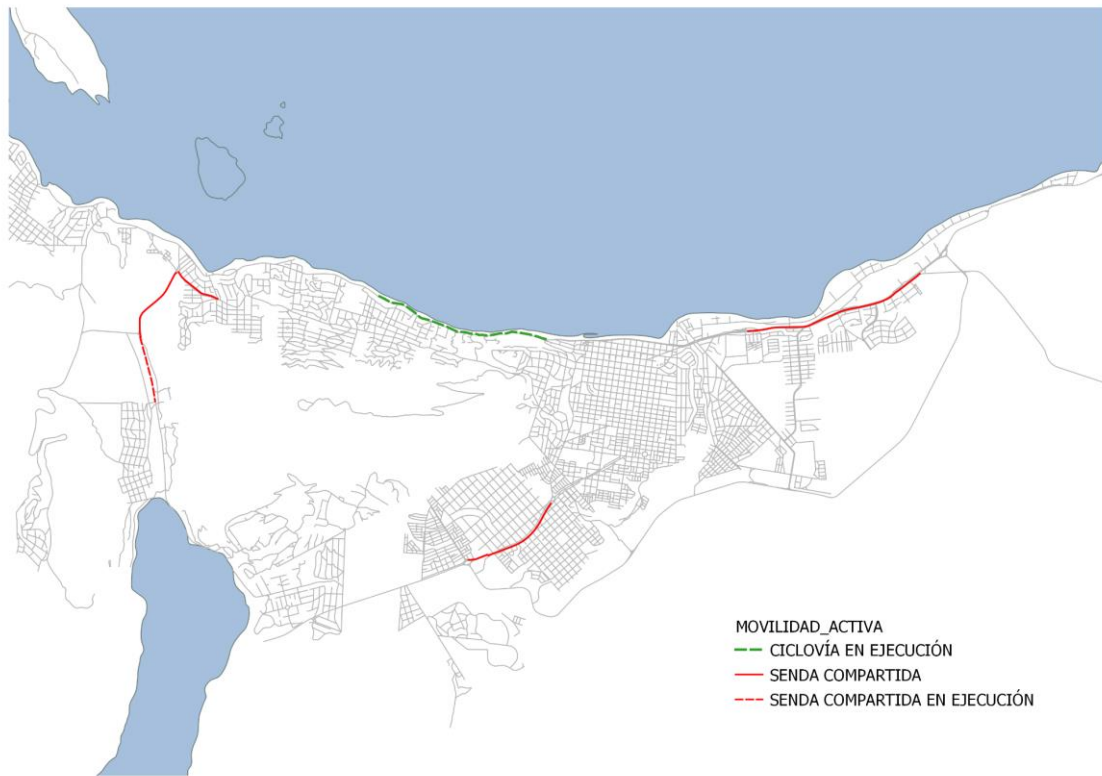 MOVILIDAD_ACTIVA
CICLOVÍA EN EJECUCIÓN
SENDA COMPARTIDA
SENDA COMPARTIDA EN EJECUCIÓN